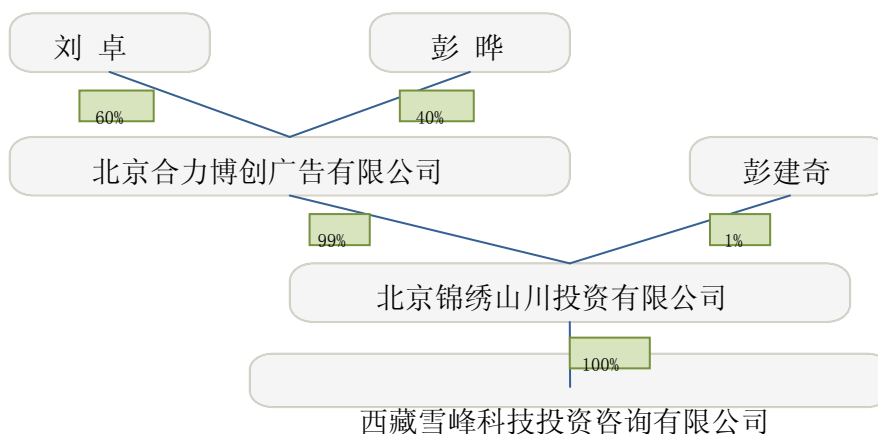 刘 卓
彭 晔
60%
40%
北京合力博创广告有限公司
彭建奇
99%
1%
北京锦绣山川投资有限公司
100%
西藏雪峰科技投资咨询有限公司